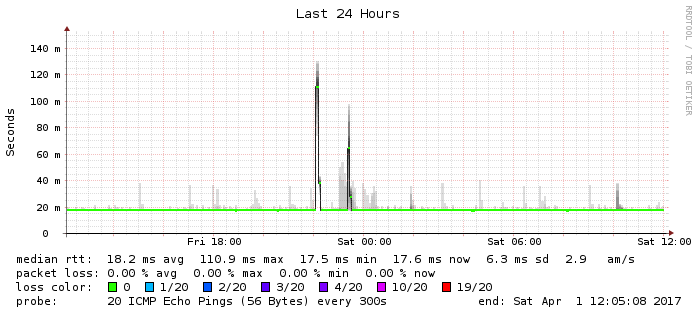 Last 24 Hours
RRDTOOL / TOBI OETIKER
Seconds
140 m
120 m
100 m
80 m
60 m
40 m
20 m
0
Fri 18:00 Sat 00:00 Sat 06:00 Sat 12:00
median rtt: 18.2 ms avg 110.9 ms max 17.5 ms min 17.6 ms now 6.3 ms sd 2.9 am/s
packet loss: 0.00 % avg 0.00 % max 0.00 % min 0.00 % now
loss color: 0 1/20 2/20 3/20 4/20 10/20 19/20
probe: 20 ICMP Echo Pings (56 Bytes) every 300s end: Sat Apr 1 12:05:08 2017